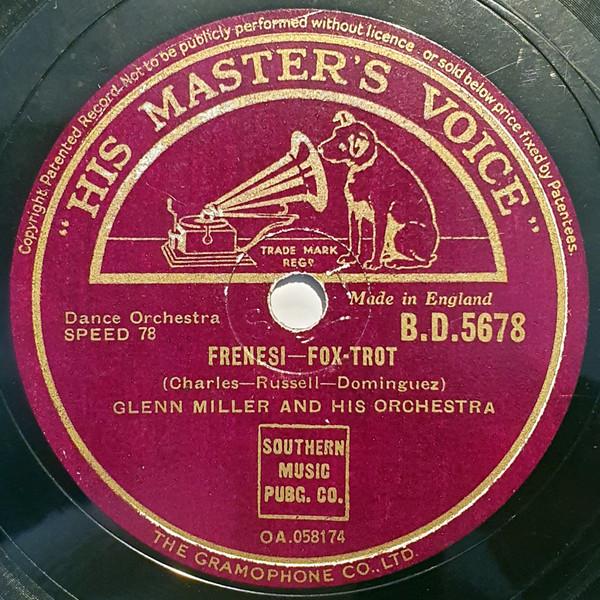 Copyright. Patented Record. Not to be publicly performed without licence or sold below price fixed by Patentees.
"HIS MASTER'S VOICE"
TRADE MARK
REGD
Made in England
Dance Orchestra
SPEED 78
B.D.5678
FRENESI—FOX-TROT
(Charles—Russell—Dominguez)
GLENN MILLER AND HIS ORCHESTRA
SOUTHERN
MUSIC
PUBG. CO.
OA.058174
THE GRAMOPHONE CO., LTD.